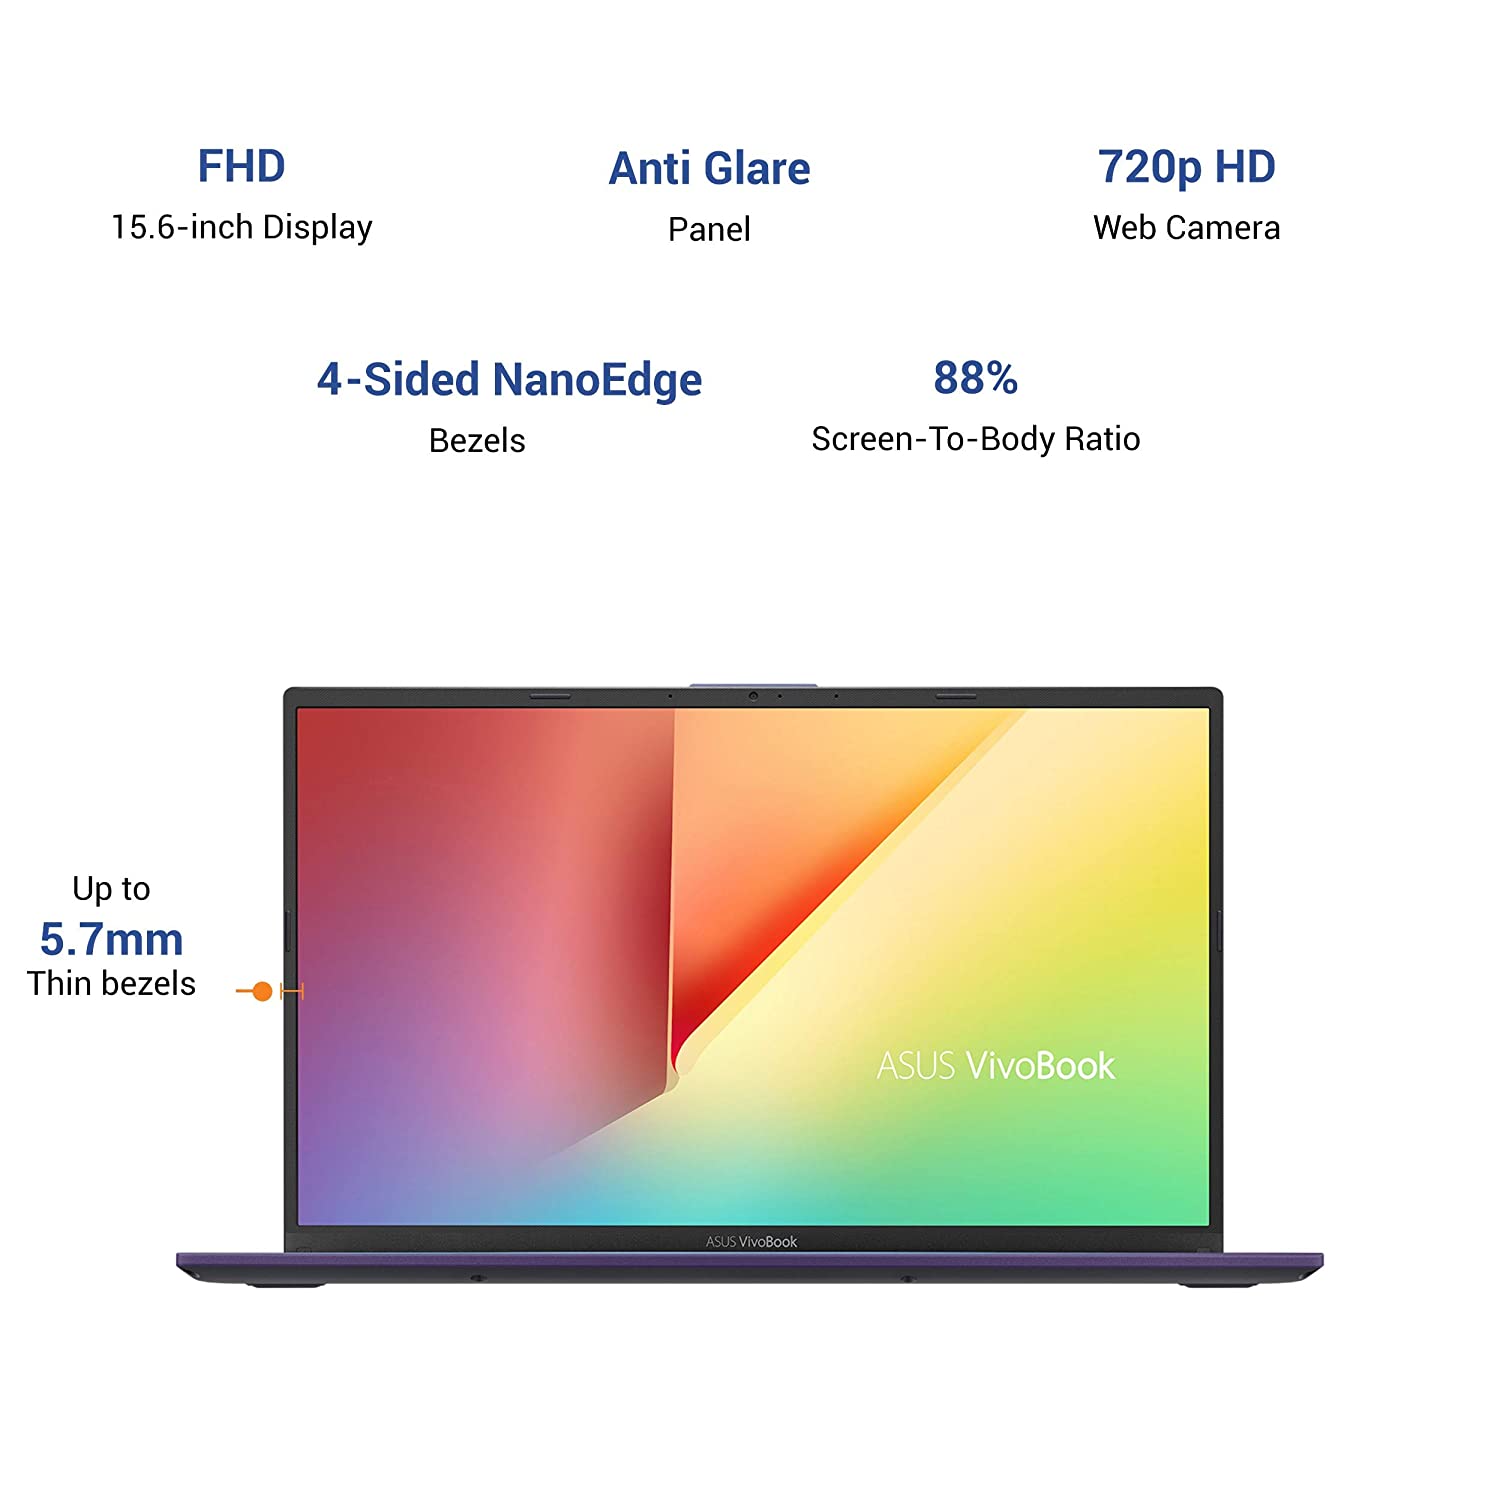 FHD
15.6-inch Display
Anti Glare
Panel
720p HD
Web Camera
4-Sided NanoEdge
Bezels
88%
Screen-To-Body Ratio
Up to
5.7mm
Thin bezels
ASUS VivoBook
ASUS VivoBook